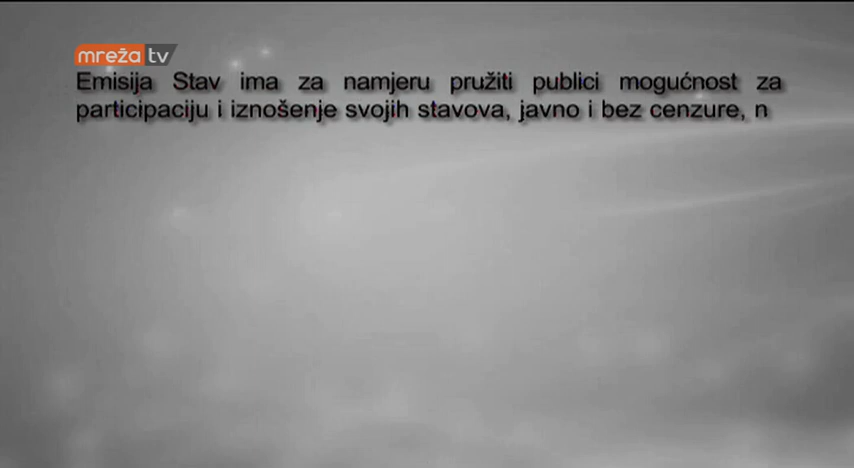 mreža tv
Emisija Stav ima za namjeru pružiti publici mogućnost za
participaciju i iznošenje svojih stavova, javno i bez cenzure, n